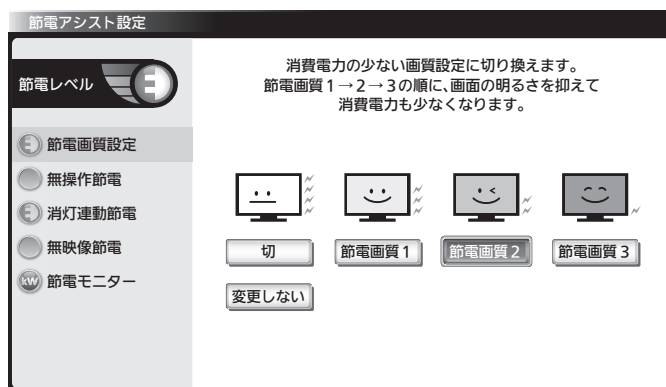 節電アシスト設定
節電レベル
E
消費電力の少ない画質設定に切り換えます。
節電画質1→2→3の順に、画面の明るさを抑えて
消費電力も少なくなります。
E 節電画質設定
無操作節電
E 消灯連動節電
無映像節電
kW 節電モニター
切
節電画質1
節電画質2
節電画質3
変更しない